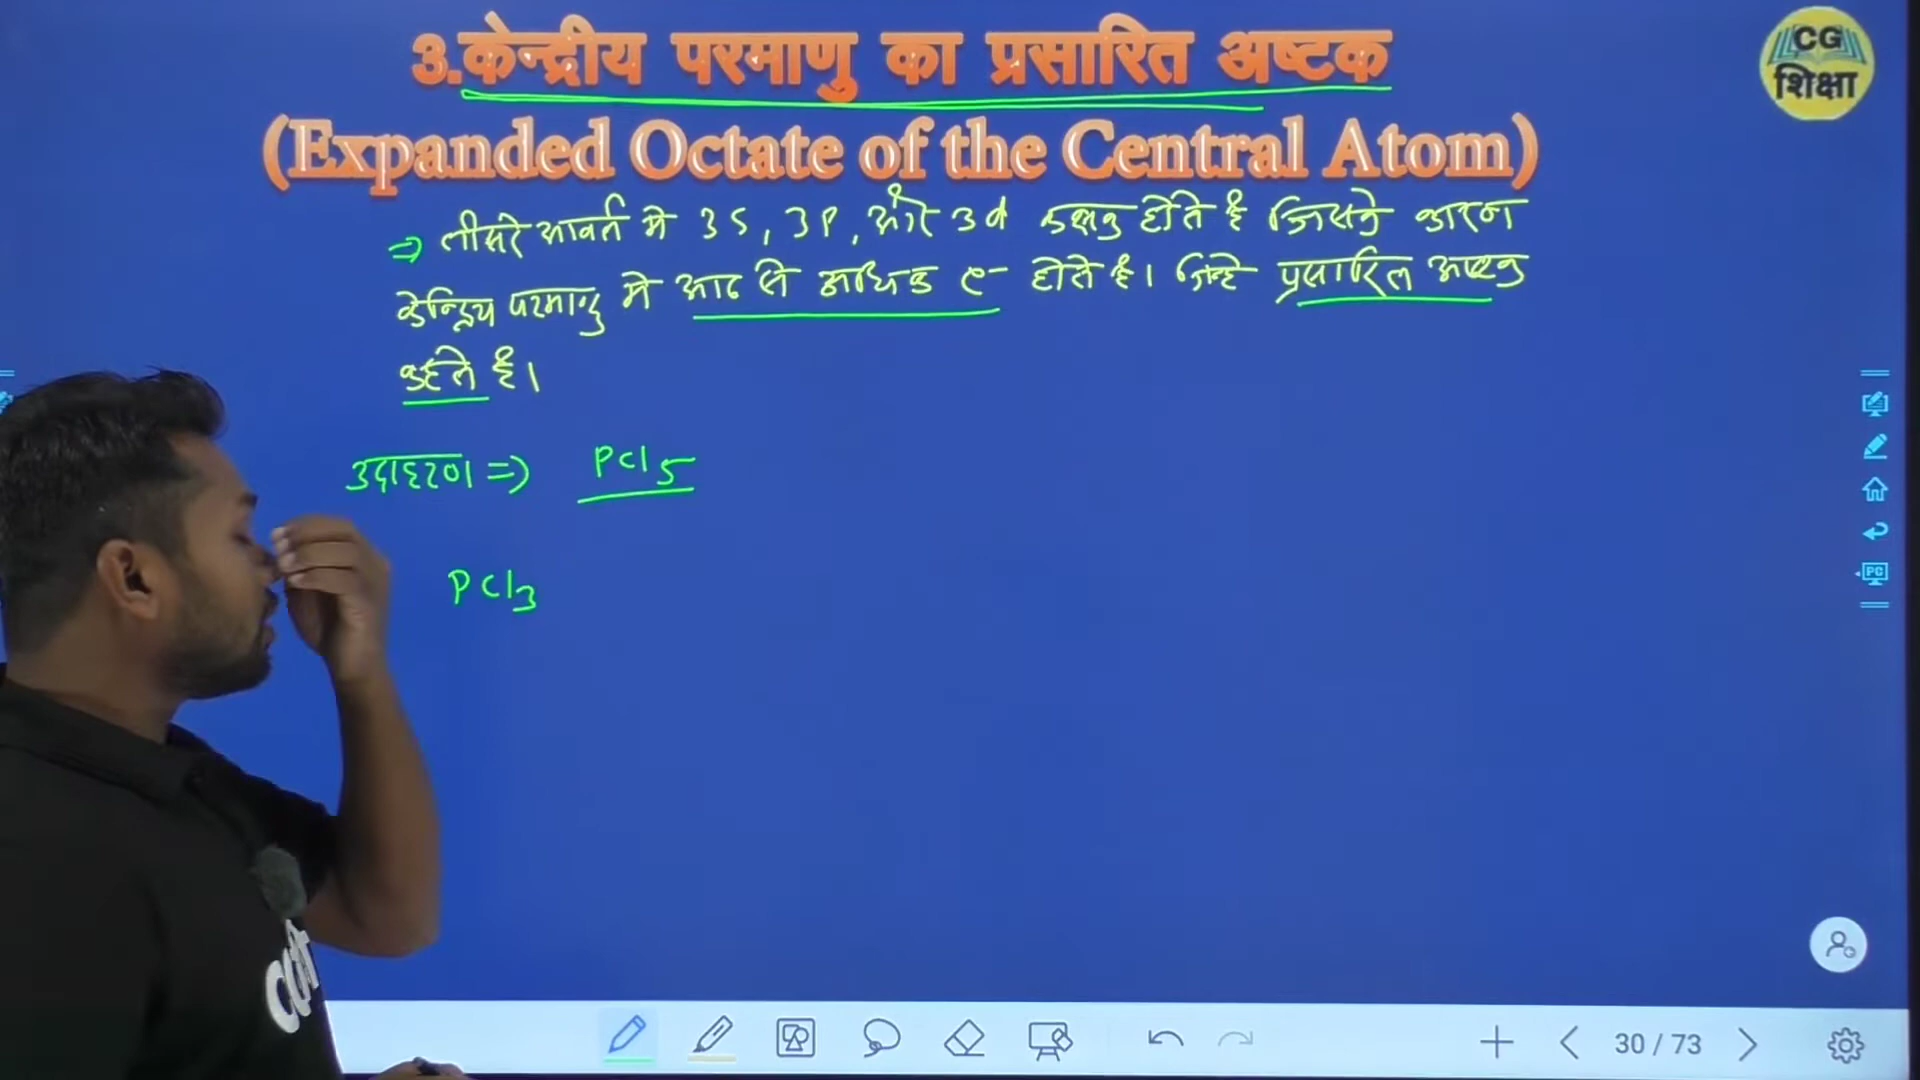 3.केन्द्रीय परमाणु का प्रसारित अष्टक
(Expanded Octate of the Central Atom)
CG
शिक्षा
=> तीसरे आवर्त में 3s, 3p, और 3d कक्षक होते है जिसके कारण
केन्द्रिय परमाणु में आठ से अधिक e- होते है। जिन्हे प्रसारित अष्टक
कहते है।
उदाहरण => PCl5
PCl3
PC
30 / 73